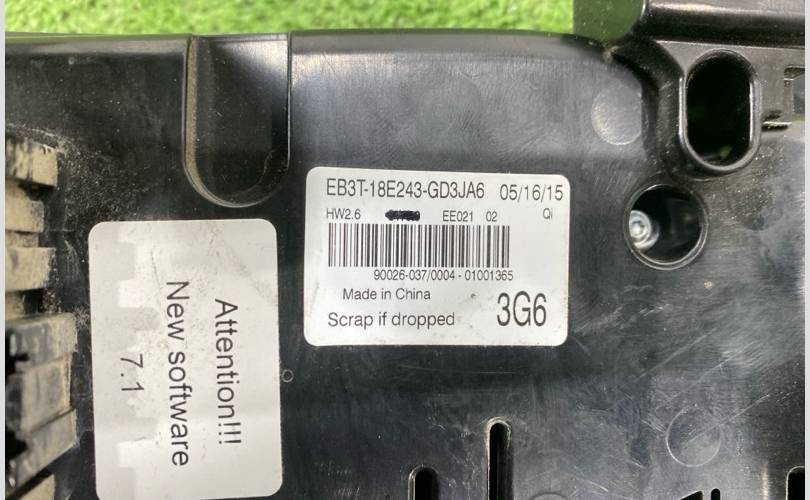 EB3T-18E243-GD3JA6 05/16/15
HW2.6 EE021 02 Qi
90026-037/0004-01001365
Made in China
Scrap if dropped 3G6
Attention!!!
New software
7.1